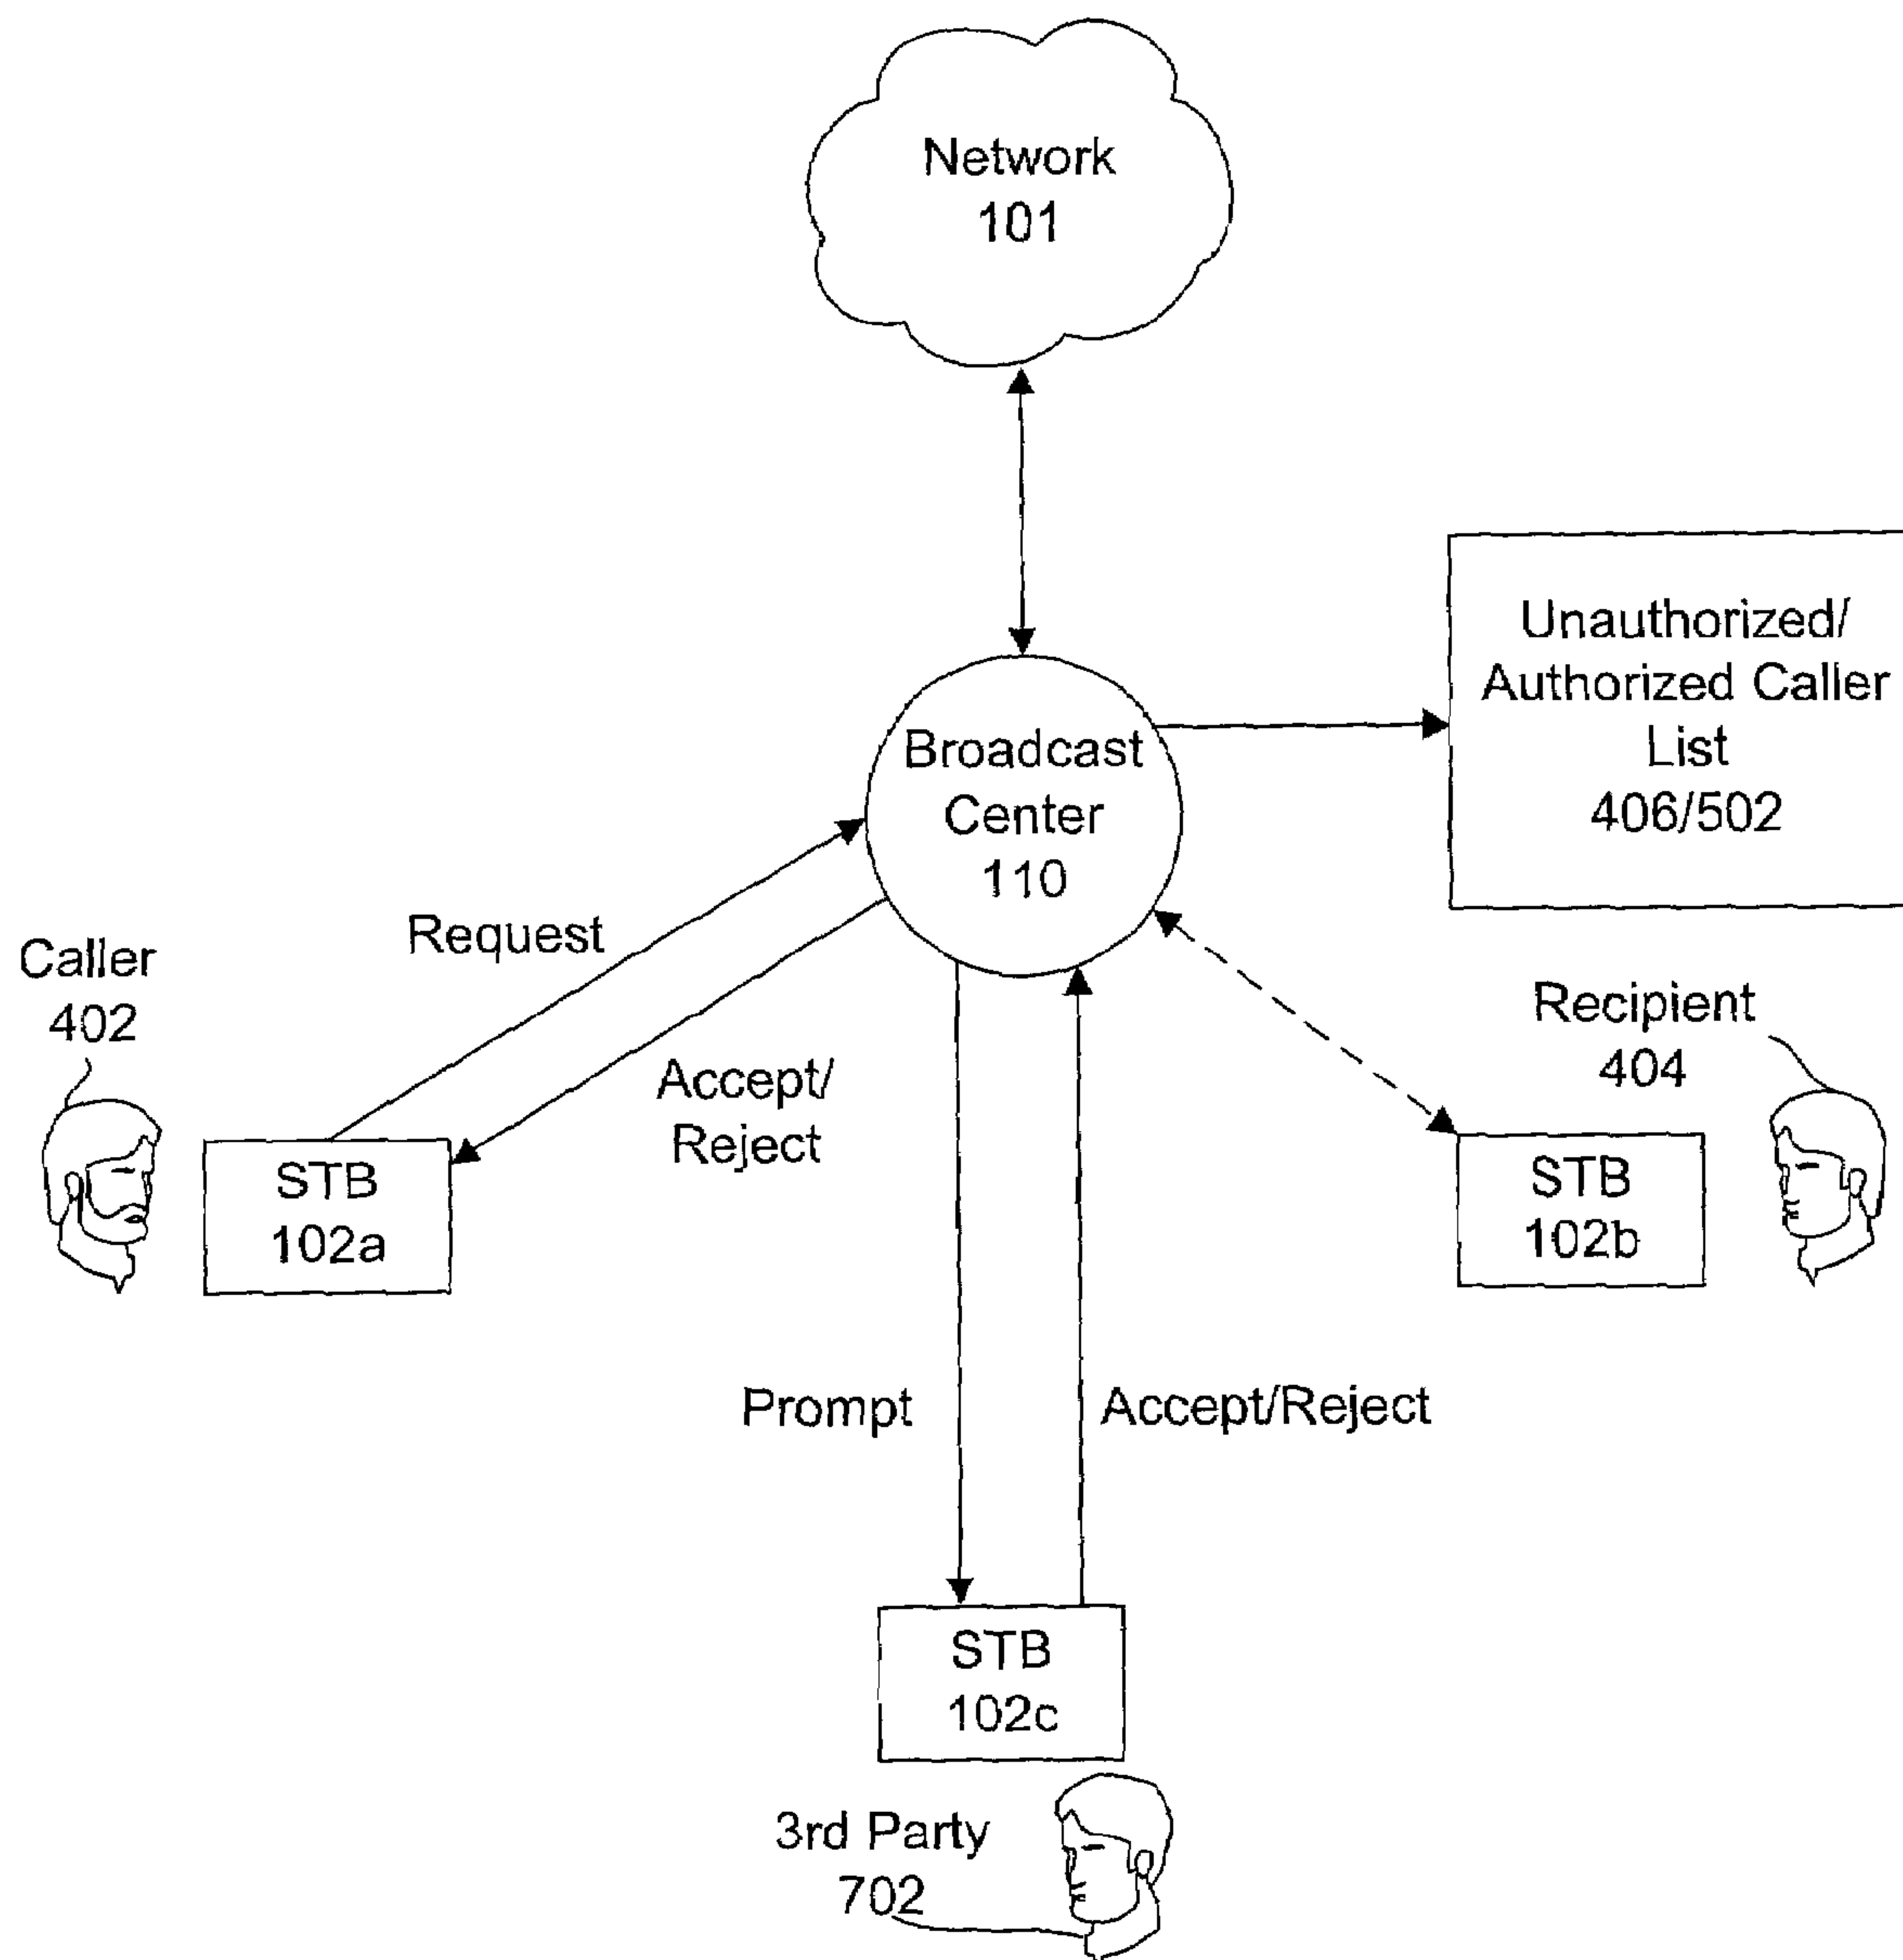 Network
101
Unauthorized/
Authorized Caller
List
406/502
Broadcast
Center
110
Request
Caller
402
Accept/
Reject
Recipient
404
STB
102a
STB
102b
Prompt
Accept/Reject
STB
102c
3rd Party
702